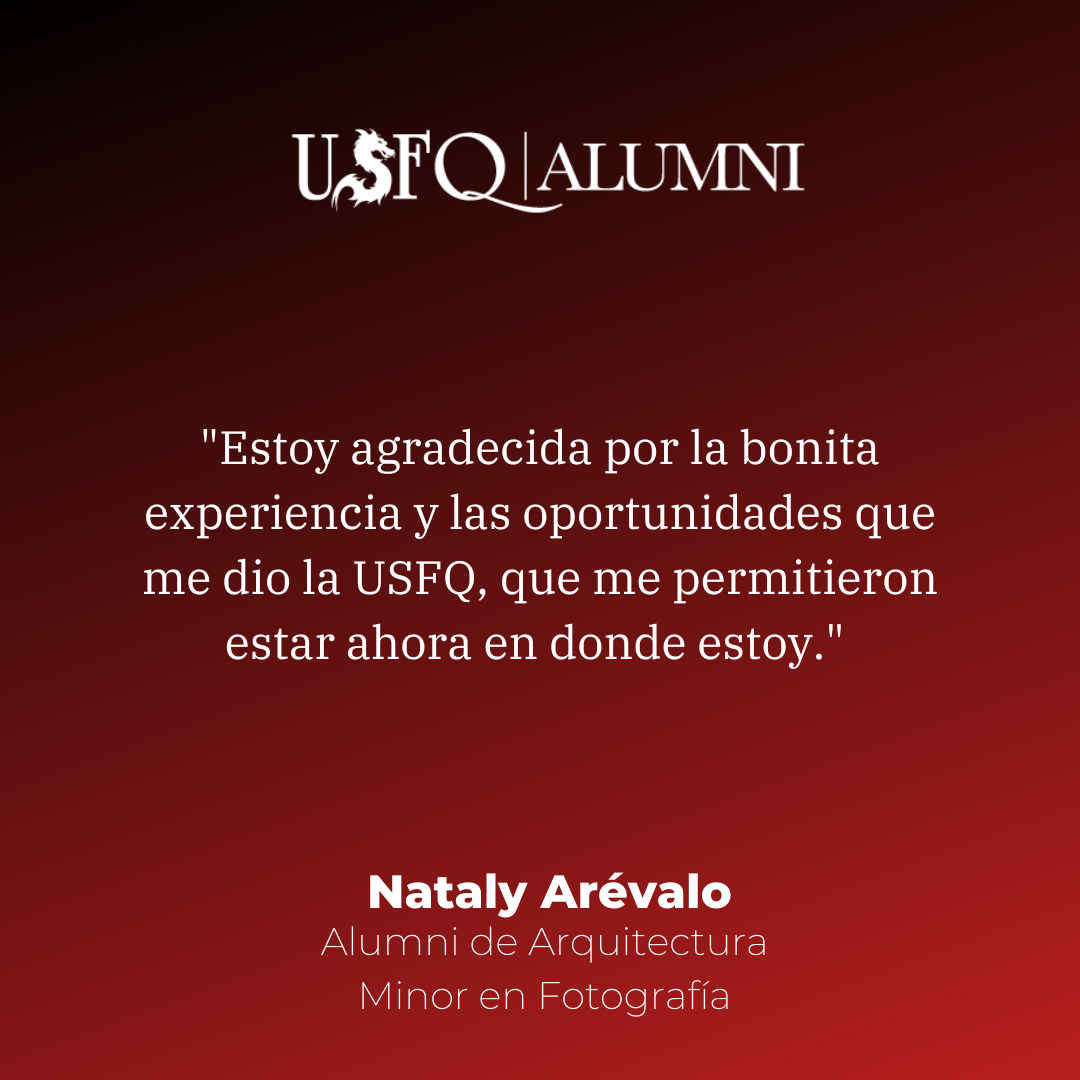 USFQ | ALUMNI
"Estoy agradecida por la bonita
experiencia y las oportunidades que
me dio la USFQ, que me permitieron
estar ahora en donde estoy."
Nataly Arévalo
Alumni de Arquitectura
Minor en Fotografía